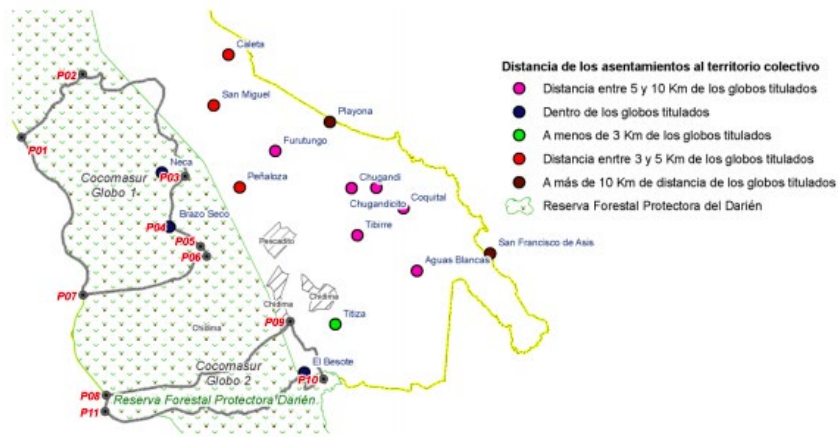 Caleta
P02
San Miguel
Playona
P01
Furutungo
Neca
P03
Cocomasur
Globo 1
Peñaloza
Chugandi
Chugandicito
Coquital
Brazo Seco
P04
P05
P06
Pescadito
Tibirre
San Francisco de Asis
Aguas Blancas
P07
Chidima
Chidima
Chidima
P09
Titiza
El Besote
P10
Cocomasur
Globo 2
P08
Reserva Forestal Protectora Darién
P11
Distancia de los asentamientos al territorio colectivo
Distancia entre 5 y 10 Km de los globos titulados
Dentro de los globos titulados
A menos de 3 Km de los globos titulados
Distancia enrtre 3 y 5 Km de los globos titulados
A más de 10 Km de distancia de los globos titulados
Reserva Forestal Protectora del Darién